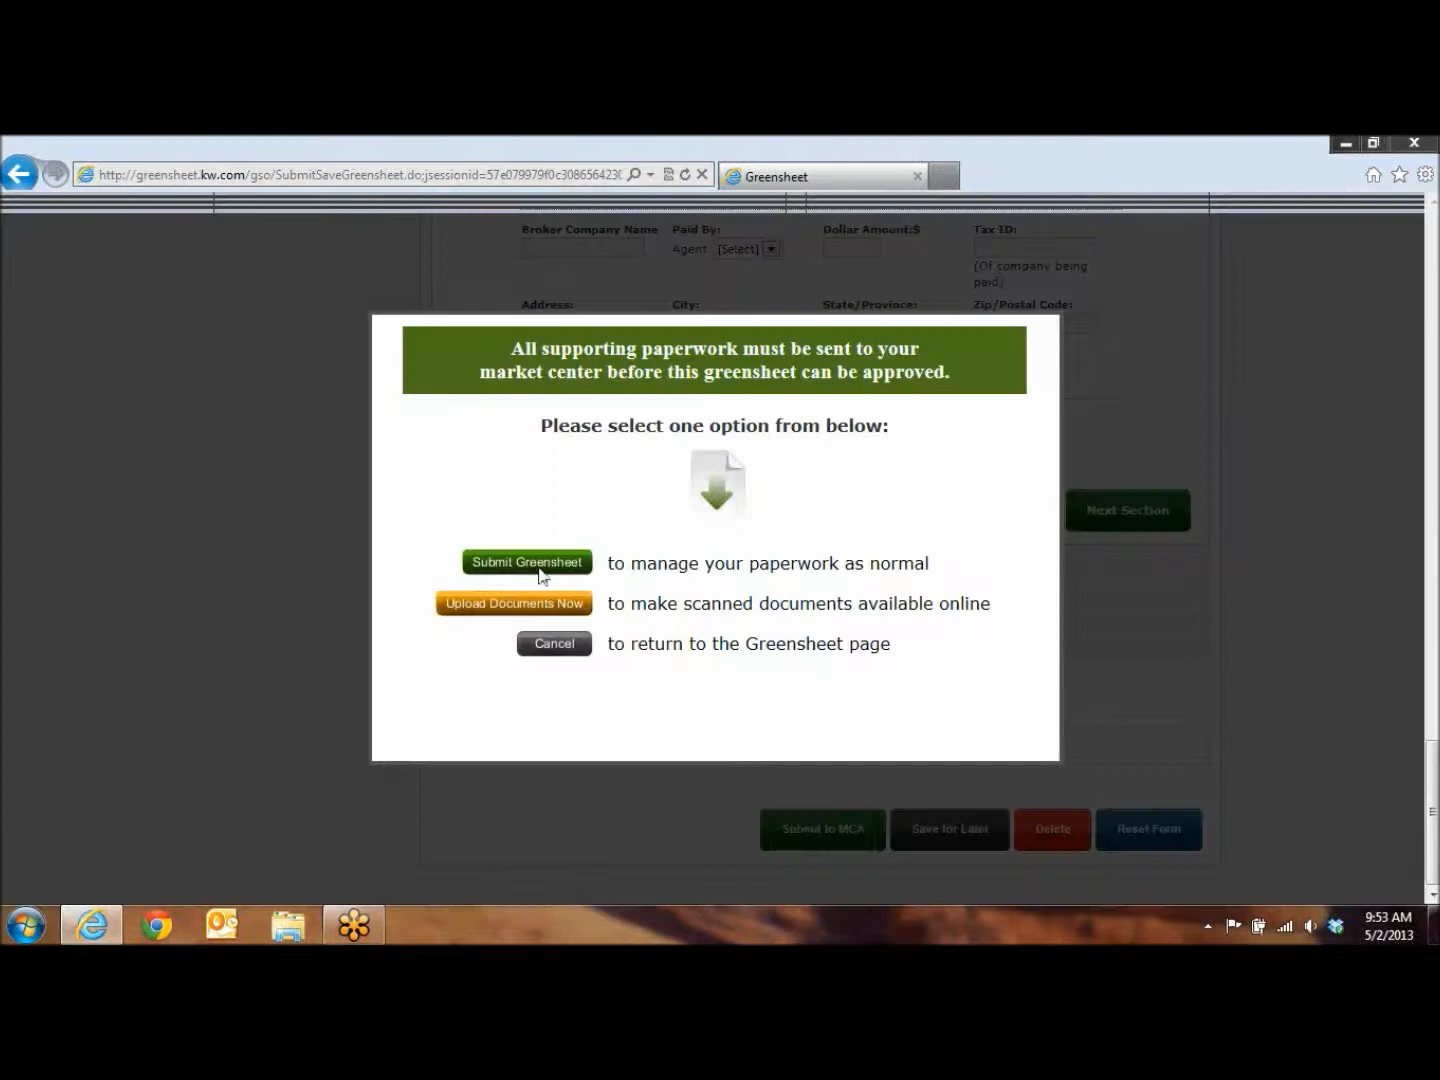 http://greensheet.kw.com/gso/SubmitSaveGreensheet.do;jsessionid=57e079979f0c308656423
Greensheet
Broker Company Name
Paid By:
Dollar Amount:$
Tax ID:
Agent
[Select]
(Of company being
paid)
Address:
City:
State/Province:
Zip/Postal Code:
All supporting paperwork must be sent to your
market center before this greensheet can be approved.
Please select one option from below:
Next Section
Submit Greensheet to manage your paperwork as normal
Upload Documents Now to make scanned documents available online
Cancel to return to the Greensheet page
Submit to MCA
Save for Later
Delete
Reset Form
9:53 AM
5/2/2013